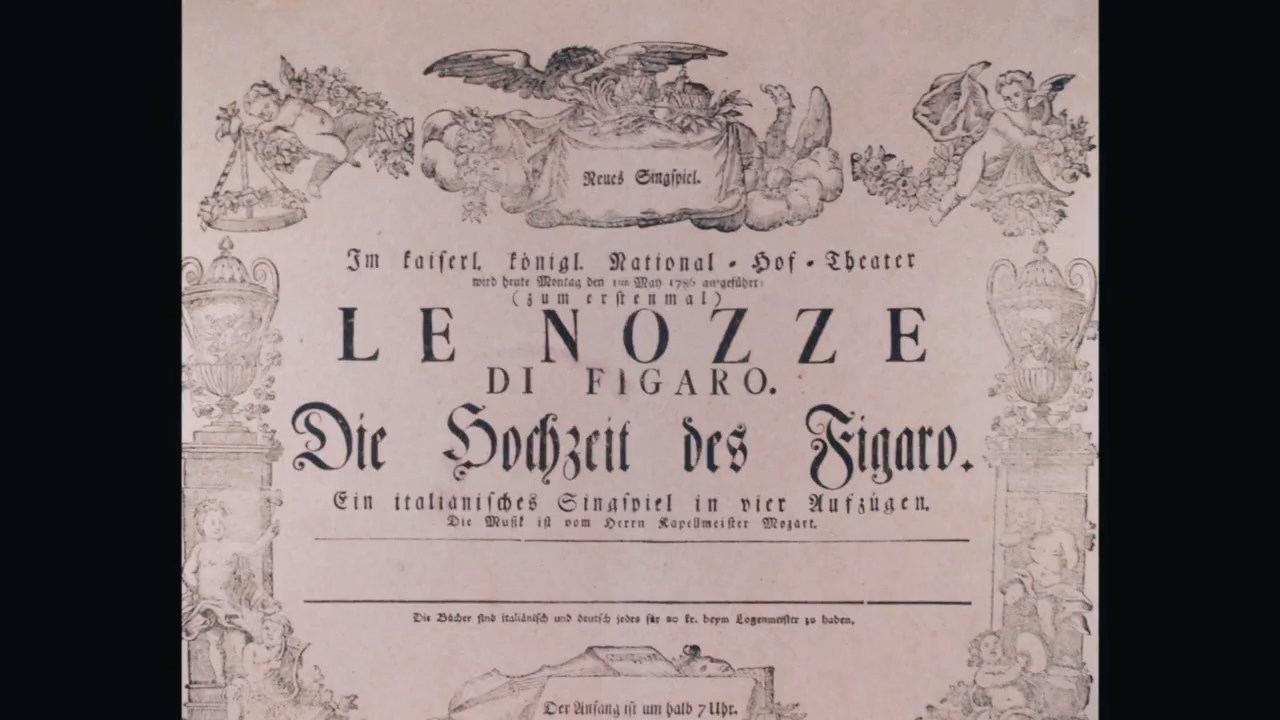 Neues Singspiel.
Im kaiserl. königl. National-Hof-Theater
wird heute Montag den 1ten May 1786 aufgeführt:
(zum erstenmal)
LE NOZZE
DI FIGARO.
Die Hochzeit des Figaro.
Ein italiänisches Singspiel in vier Aufzügen.
Die Musik ist vom Herrn Kapellmeister Mozart.
Die Bücher sind italiänisch und deutsch jedes für 20 kr. beym Logenmeister zu haben.
Der Anfang ist um halb 7 Uhr.